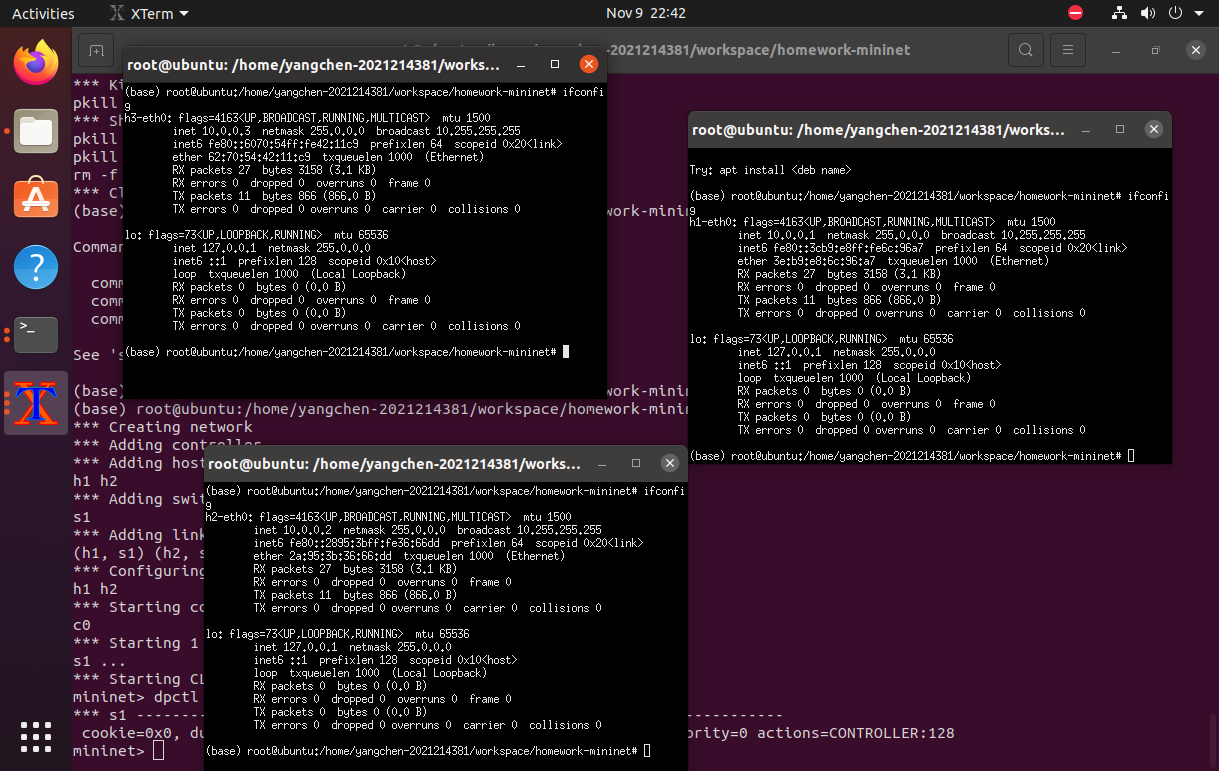 Activities
XTerm
Nov 9 22:42
2021214381/workspace/homework-mininet
*** Ki
pkill
*** Sh
pkill
pkill
rm -f
*** Cl
(base)
work-mini
Comman
comm
comm
comm
See 's
(base)
work-mini
(base) root@ubuntu:/home/yangchen-2021214381/workspace/homework-mini
*** Creating network
*** Adding controller
*** Adding host
h1 h2
*** Adding swit
s1
*** Adding link
(h1, s1) (h2, s
*** Configuring
h1 h2
*** Starting co
c0
*** Starting 1
s1 ...
*** Starting CL
mininet> dpctl
*** s1 ------------------------------------------------------------------------
cookie=0x0, du
ority=0 actions=CONTROLLER:128
mininet>
root@ubuntu: /home/yangchen-2021214381/works...
(base) root@ubuntu:/home/yangchen-2021214381/workspace/homework-mininet# ifconfi
g
h3-eth0: flags=4163<UP,BROADCAST,RUNNING,MULTICAST>  mtu 1500
inet 10.0.0.3  netmask 255.0.0.0  broadcast 10.255.255.255
inet6 fe80::6070:54ff:fe42:11c9  prefixlen 64  scopeid 0x20<link>
ether 62:70:54:42:11:c9  txqueuelen 1000  (Ethernet)
RX packets 27  bytes 3158 (3.1 KB)
RX errors 0  dropped 0  overruns 0  frame 0
TX packets 11  bytes 866 (866.0 B)
TX errors 0  dropped 0 overruns 0  carrier 0  collisions 0
lo: flags=73<UP,LOOPBACK,RUNNING>  mtu 65536
inet 127.0.0.1  netmask 255.0.0.0
inet6 ::1  prefixlen 128  scopeid 0x10<host>
loop  txqueuelen 1000  (Local Loopback)
RX packets 0  bytes 0 (0.0 B)
RX errors 0  dropped 0  overruns 0  frame 0
TX packets 0  bytes 0 (0.0 B)
TX errors 0  dropped 0 overruns 0  carrier 0  collisions 0
(base) root@ubuntu:/home/yangchen-2021214381/workspace/homework-mininet#
root@ubuntu: /home/yangchen-2021214381/works...
Try: apt install <deb name>
(base) root@ubuntu:/home/yangchen-2021214381/workspace/homework-mininet# ifconfi
g
h1-eth0: flags=4163<UP,BROADCAST,RUNNING,MULTICAST>  mtu 1500
inet 10.0.0.1  netmask 255.0.0.0  broadcast 10.255.255.255
inet6 fe80::3cb9:e8ff:fe6c:96a7  prefixlen 64  scopeid 0x20<link>
ether 3e:b9:e8:6c:96:a7  txqueuelen 1000  (Ethernet)
RX packets 27  bytes 3158 (3.1 KB)
RX errors 0  dropped 0  overruns 0  frame 0
TX packets 11  bytes 866 (866.0 B)
TX errors 0  dropped 0 overruns 0  carrier 0  collisions 0
lo: flags=73<UP,LOOPBACK,RUNNING>  mtu 65536
inet 127.0.0.1  netmask 255.0.0.0
inet6 ::1  prefixlen 128  scopeid 0x10<host>
loop  txqueuelen 1000  (Local Loopback)
RX packets 0  bytes 0 (0.0 B)
RX errors 0  dropped 0  overruns 0  frame 0
TX packets 0  bytes 0 (0.0 B)
TX errors 0  dropped 0 overruns 0  carrier 0  collisions 0
(base) root@ubuntu:/home/yangchen-2021214381/workspace/homework-mininet#
root@ubuntu: /home/yangchen-2021214381/works...
(base) root@ubuntu:/home/yangchen-2021214381/workspace/homework-mininet# ifconfi
g
h2-eth0: flags=4163<UP,BROADCAST,RUNNING,MULTICAST>  mtu 1500
inet 10.0.0.2  netmask 255.0.0.0  broadcast 10.255.255.255
inet6 fe80::2895:3bff:fe36:66dd  prefixlen 64  scopeid 0x20<link>
ether 2a:95:3b:36:66:dd  txqueuelen 1000  (Ethernet)
RX packets 27  bytes 3158 (3.1 KB)
RX errors 0  dropped 0  overruns 0  frame 0
TX packets 11  bytes 866 (866.0 B)
TX errors 0  dropped 0 overruns 0  carrier 0  collisions 0
lo: flags=73<UP,LOOPBACK,RUNNING>  mtu 65536
inet 127.0.0.1  netmask 255.0.0.0
inet6 ::1  prefixlen 128  scopeid 0x10<host>
loop  txqueuelen 1000  (Local Loopback)
RX packets 0  bytes 0 (0.0 B)
RX errors 0  dropped 0  overruns 0  frame 0
TX packets 0  bytes 0 (0.0 B)
TX errors 0  dropped 0 overruns 0  carrier 0  collisions 0
(base) root@ubuntu:/home/yangchen-2021214381/workspace/homework-mininet#